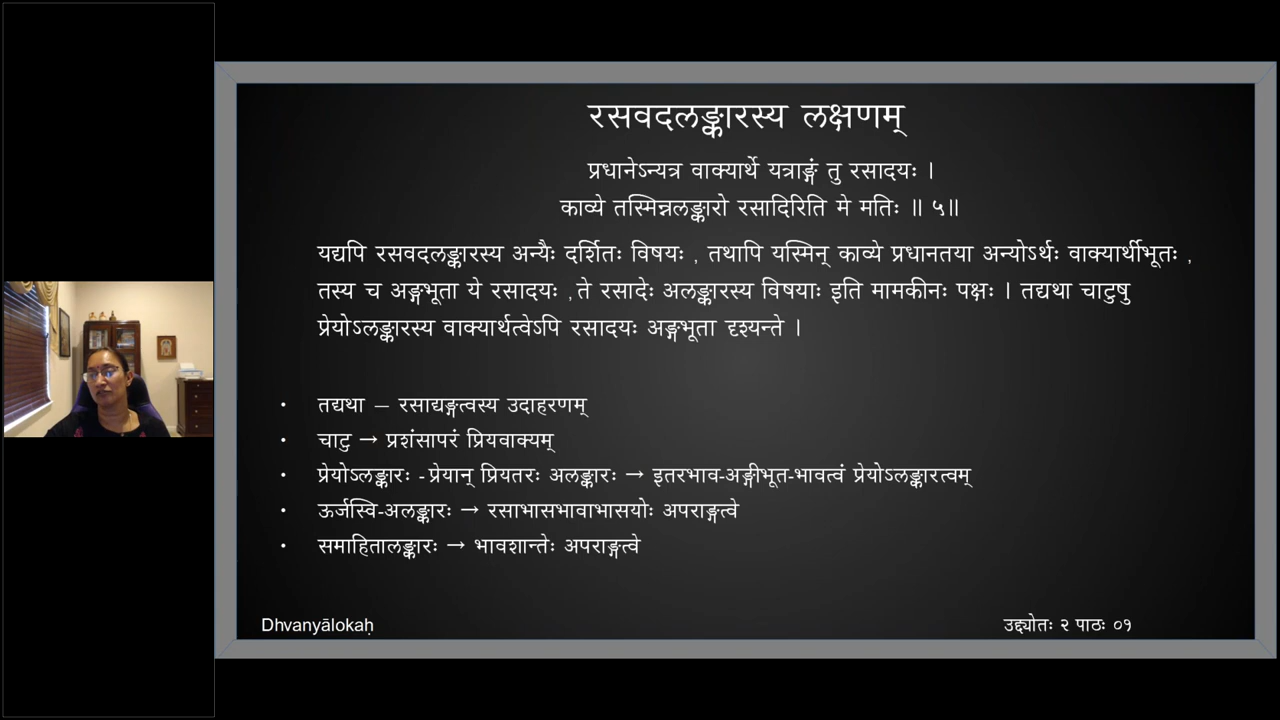 रसवदलङ्कारस्य लक्षणम्
प्रधानेऽन्यत्र वाक्यार्थे यत्राङ्गं तु रसादयः ।
काव्ये तस्मिन्नलङ्कारो रसादिरिति मे मतिः ॥ ५॥
यद्यपि रसवदलङ्कारस्य अन्यैः दर्शितः विषयः , तथापि यस्मिन् काव्ये प्रधानतया अन्योऽर्थः वाक्यार्थीभूतः ,
तस्य च अङ्गभूता ये रसादयः ,ते रसादेः अलङ्कारस्य विषयाः इति मामकीनः पक्षः । तद्यथा चाटुषु
प्रेयोऽलङ्कारस्य वाक्यार्थत्वेऽपि रसादयः अङ्गभूता दृश्यन्ते ।
• तद्यथा – रसाद्यङ्गत्वस्य उदाहरणम्
• चाटु → प्रशंसापरं प्रियवाक्यम्
• प्रेयोऽलङ्कारः - प्रेयान् प्रियतरः अलङ्कारः → इतरभाव-अङ्गीभूत-भावत्वं प्रेयोऽलङ्कारत्वम्
• ऊर्जस्वि-अलङ्कारः → रसाभासभावाभासयोः अपराङ्गत्वे
• समाहितालङ्कारः → भावशान्तेः अपराङ्गत्वे
Dhvanyālokaḥ
उद्द्योतः २ पाठः ०१